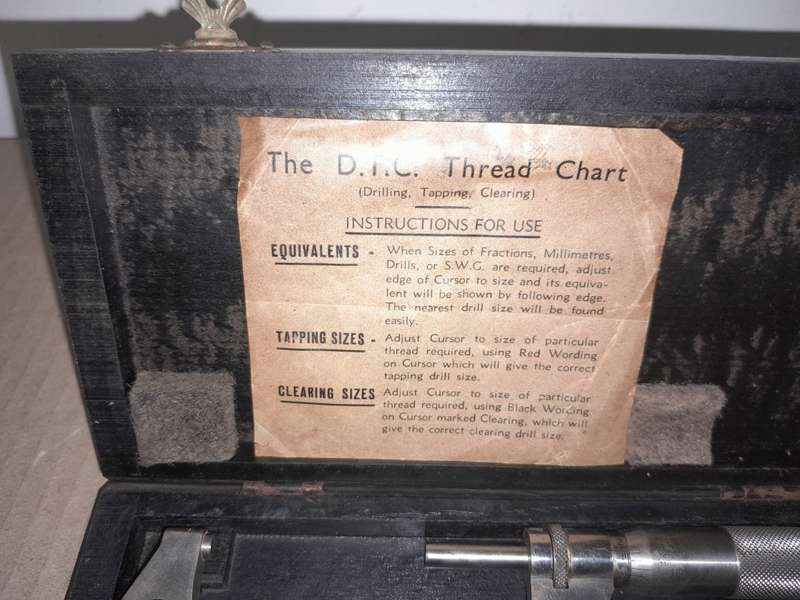 The D.T.C. Thread Chart
(Drilling, Tapping, Clearing)
INSTRUCTIONS FOR USE
EQUIVALENTS - When Sizes of Fractions, Millimetres,
Drills, or S.W.G. are required, adjust
edge of Cursor to size and its equiva-
lent will be shown by following edge.
The nearest drill size will be found
easily.
TAPPING SIZES - Adjust Cursor to size of particular
thread required, using Red Wording
on Cursor which will give the correct
tapping drill size.
CLEARING SIZES Adjust Cursor to size of particular
thread required, using Black Wording
on Cursor marked Clearing, which will
give the correct clearing drill size.